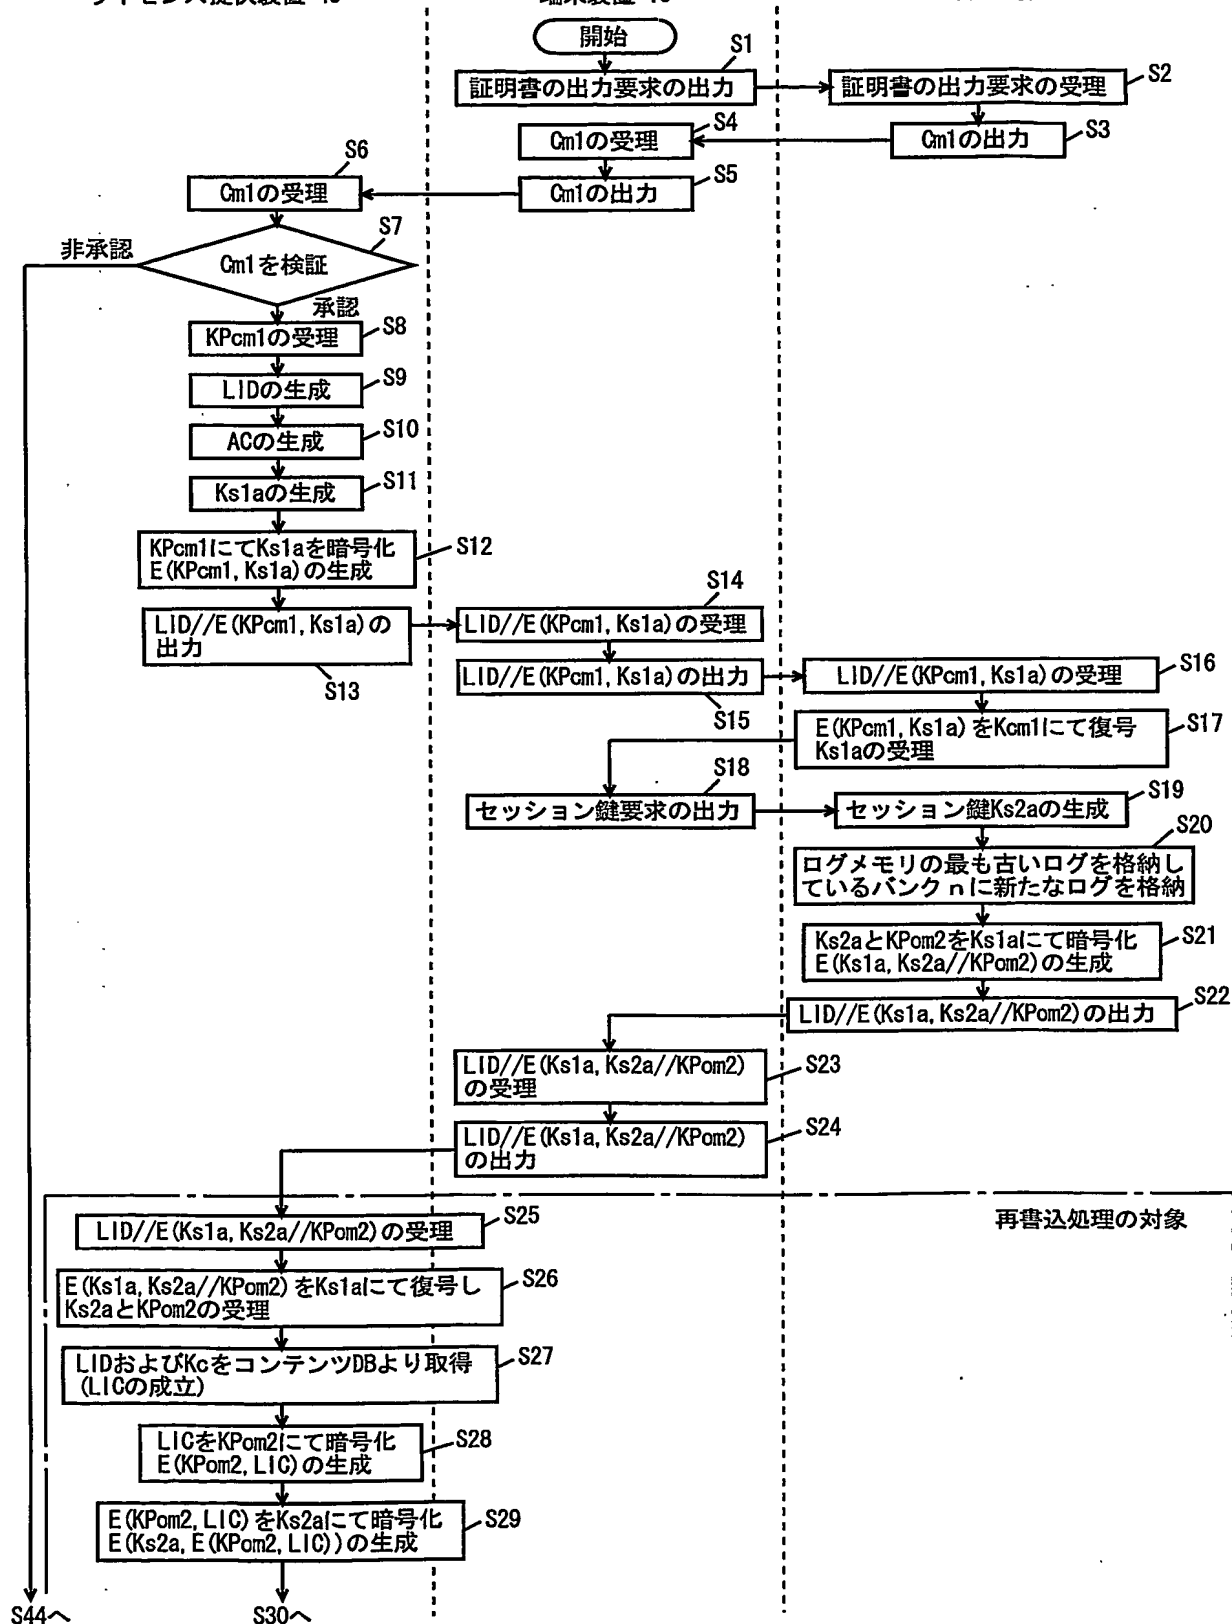 開始
S1
証明書の出力要求の出力
S2
証明書の出力要求の受理
S3
Cm1の出力
S4
Cm1の受理
S5
Cm1の出力
S6
Cm1の受理
S7
Cm1を検証
非承認
承認
S8
KPcm1の受理
S9
LIDの生成
S10
ACの生成
S11
Ks1aの生成
S12
KPcm1にてKs1aを暗号化
E(KPcm1, Ks1a)の生成
LID//E(KPcm1, Ks1a)の
出力
S13
S14
LID//E(KPcm1, Ks1a)の受理
LID//E(KPcm1, Ks1a)の出力
S15
LID//E(KPcm1, Ks1a)の受理
S16
E(KPcm1, Ks1a)をKcm1にて復号
Ks1aの受理
S17
S18
セッション鍵要求の出力
S19
セッション鍵Ks2aの生成
S20
ログメモリの最も古いログを格納し
ているバンクnに新たなログを格納
Ks2aとKPom2をKs1aにて暗号化
E(Ks1a, Ks2a//KPom2)の生成
S21
S22
LID//E(Ks1a, Ks2a//KPom2)の出力
LID//E(Ks1a, Ks2a//KPom2)
の受理
S23
LID//E(Ks1a, Ks2a//KPom2)
の出力
S24
再書込処理の対象
LID//E(Ks1a, Ks2a//KPom2)の受理
S25
E(Ks1a, Ks2a//KPom2)をKs1aにて復号し
Ks2aとKPom2の受理
S26
LIDおよびKcをコンテンツDBより取得
(LICの成立)
S27
LICをKPom2にて暗号化
E(KPom2, LIC)の生成
S28
E(KPom2, LIC)をKs2aにて暗号化
E(Ks2a, E(KPom2, LIC))の生成
S29
S44へ
S30へ